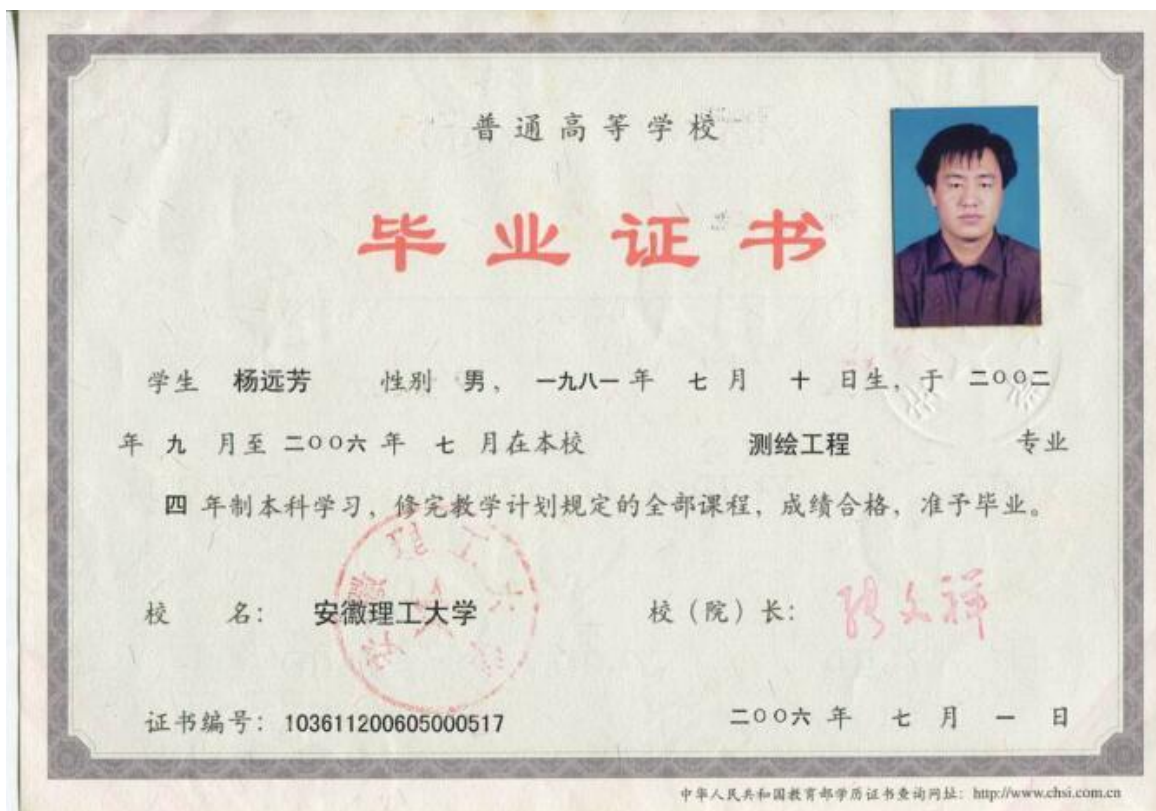 普通高等学校
毕业证书
学生 杨远芳 性别 男, 一九八一年 七 月 十 日生, 于 二〇〇二
年 九 月至 二〇〇六 年 七 月在本校 测绘工程 专业
四 年制本科学习, 修完教学计划规定的全部课程, 成绩合格, 准予毕业。
安徽理工大学
校 名: 安徽理工大学 校(院)长:
证书编号: 103611200605000517 二〇〇六 年 七 月 一 日
中华人民共和国教育部学历证书查询网址: http://www.chsi.com.cn